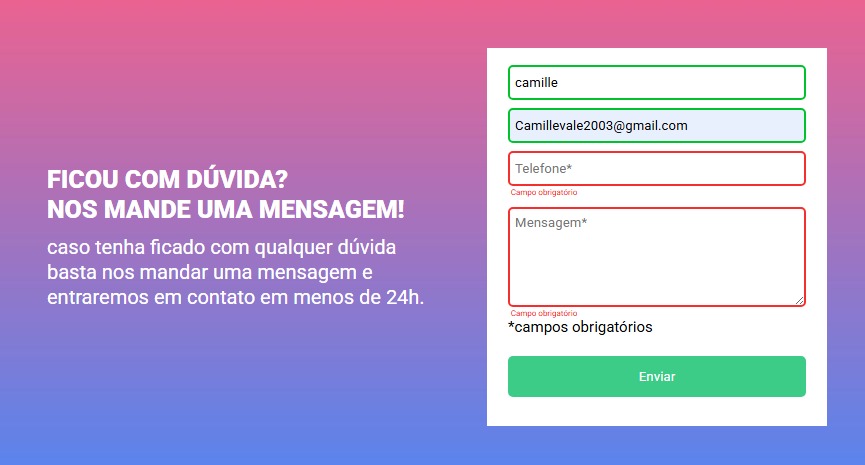 FICOU COM DÚVIDA?
NOS MANDE UMA MENSAGEM!
caso tenha ficado com qualquer dúvida
basta nos mandar uma mensagem e
entraremos em contato em menos de 24h.
camille
Camillevale2003@gmail.com
Telefone*
Campo obrigatório
Mensagem*
Campo obrigatório
*campos obrigatórios
Enviar